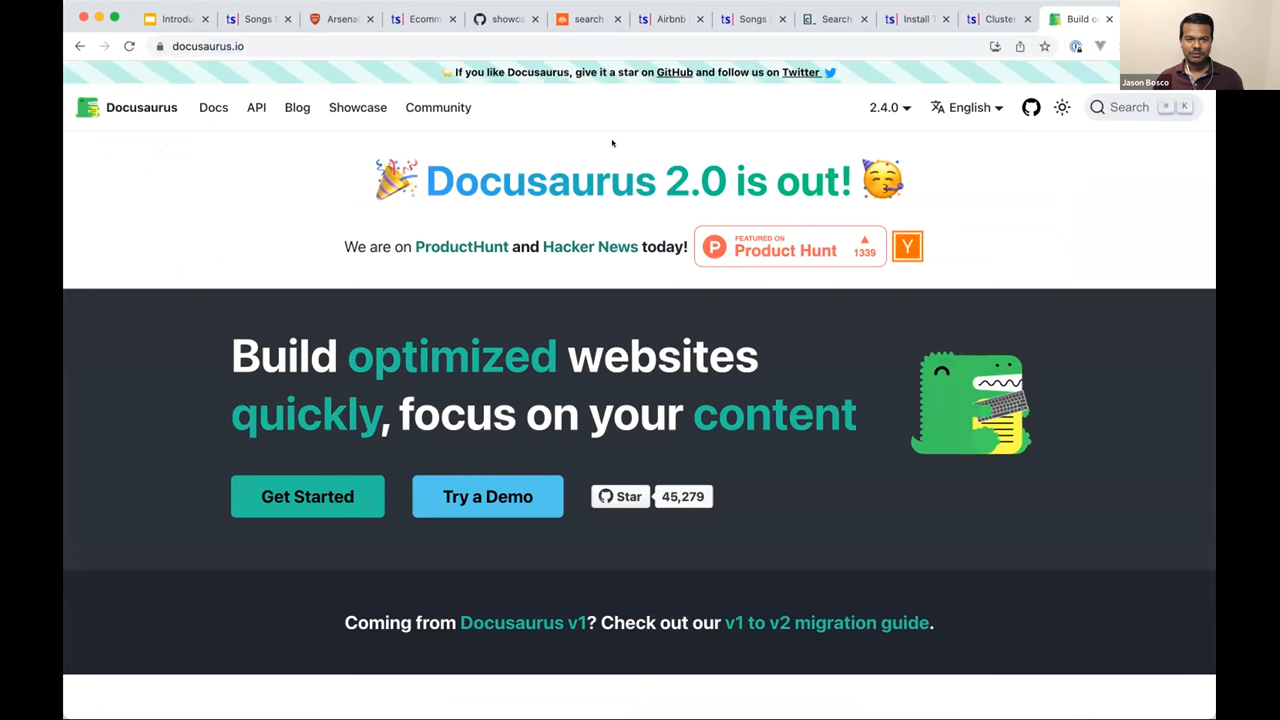 Introdu
Songs
Arsenal
Ecomm
showca
search
Airbnb
Songs
Search
Install T
Cluster
Build o
docusaurus.io
Jason Bosco
If you like Docusaurus, give it a star on GitHub and follow us on Twitter
Docusaurus Docs API Blog Showcase Community 2.4.0 English Search ⌘ K
Docusaurus 2.0 is out!
We are on ProductHunt and Hacker News today!
FEATURED ON
Product Hunt
1339
Y
Build optimized websites
quickly, focus on your content
Get Started Try a Demo Star 45,279
Coming from Docusaurus v1? Check out our v1 to v2 migration guide.